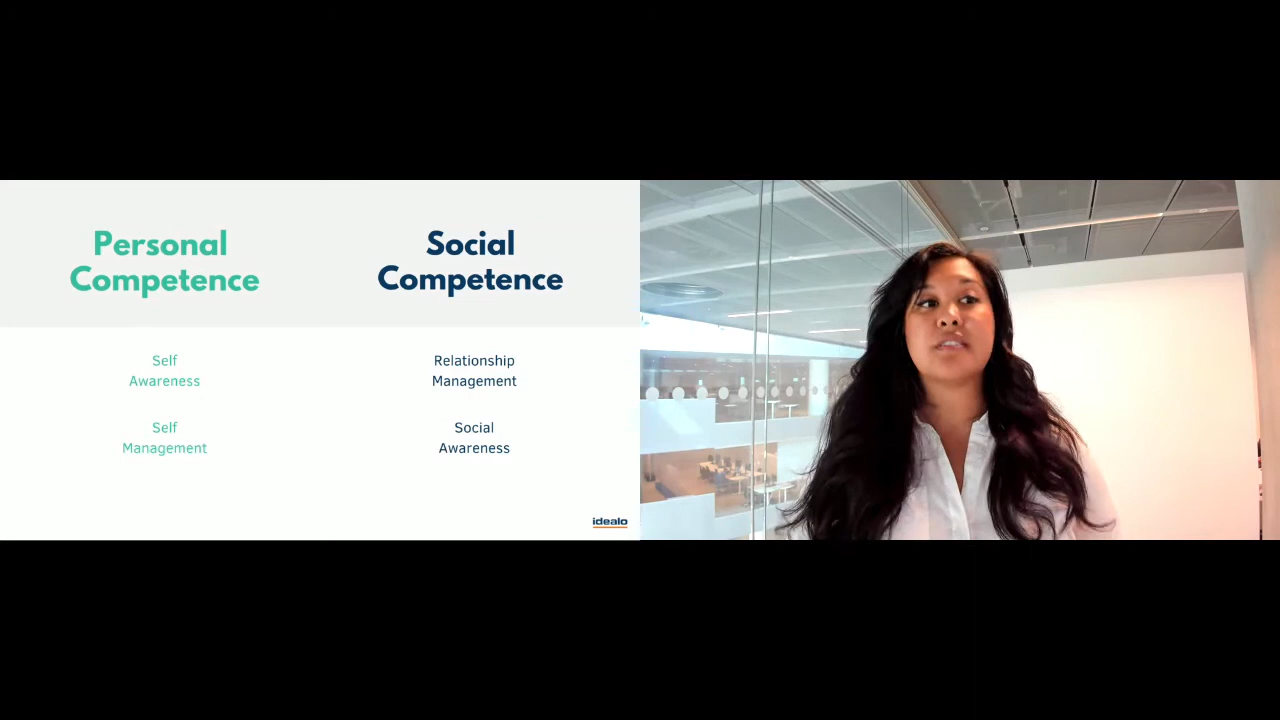 Personal
Competence
Social
Competence
Self
Awareness
Relationship
Management
Self
Management
Social
Awareness
idealo